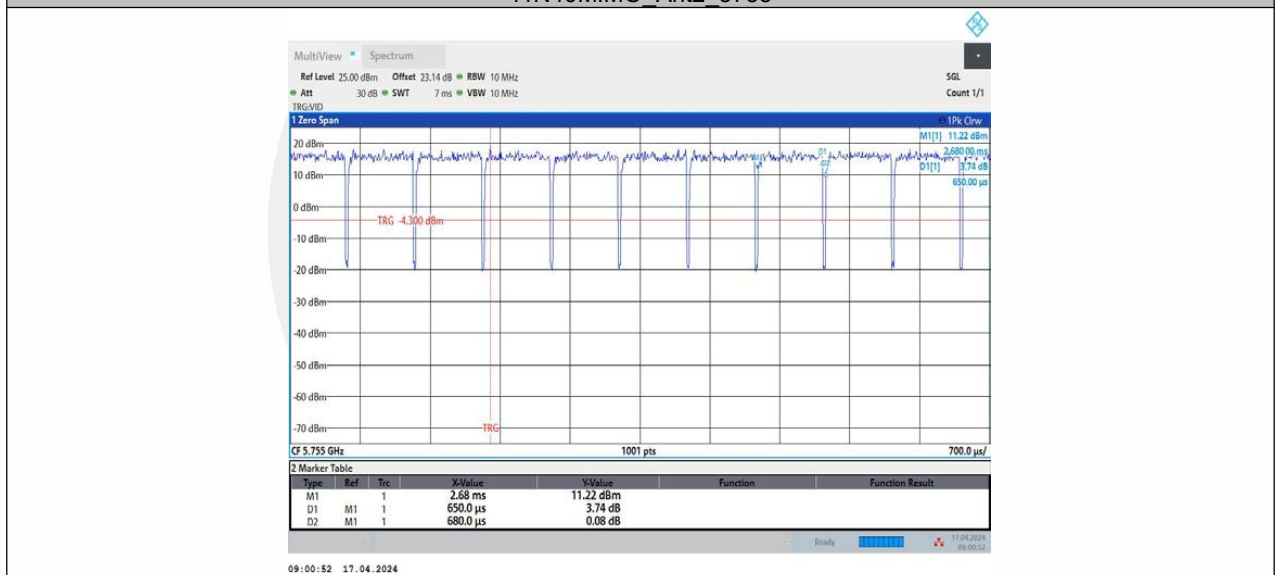 MultiView Spectrum
Ref Level 25.00 dBm Offset 23.14 dB RBW 10 MHz SGL
Att 30 dB SWT 7 ms VBW 10 MHz Count 1/1
TRG:VID
1 Zero Span 1Pk Clrw
M1[1] 11.22 dBm
2.680 00 ms
D1[1] 3.74 dB
650.00 µs
M1 D1 D2
20 dBm
10 dBm
0 dBm
TRG -4.300 dBm
-10 dBm
-20 dBm
-30 dBm
-40 dBm
-50 dBm
-60 dBm
-70 dBm
TRG
CF 5.755 GHz 1001 pts 700.0 µs/
2 Marker Table
Type Ref Trc X-Value Y-Value Function Function Result
M1 1 2.68 ms 11.22 dBm
D1 M1 1 650.0 µs 3.74 dB
D2 M1 1 680.0 µs 0.08 dB
Ready 17.04.2024
09:00:52
09:00:52 17.04.2024